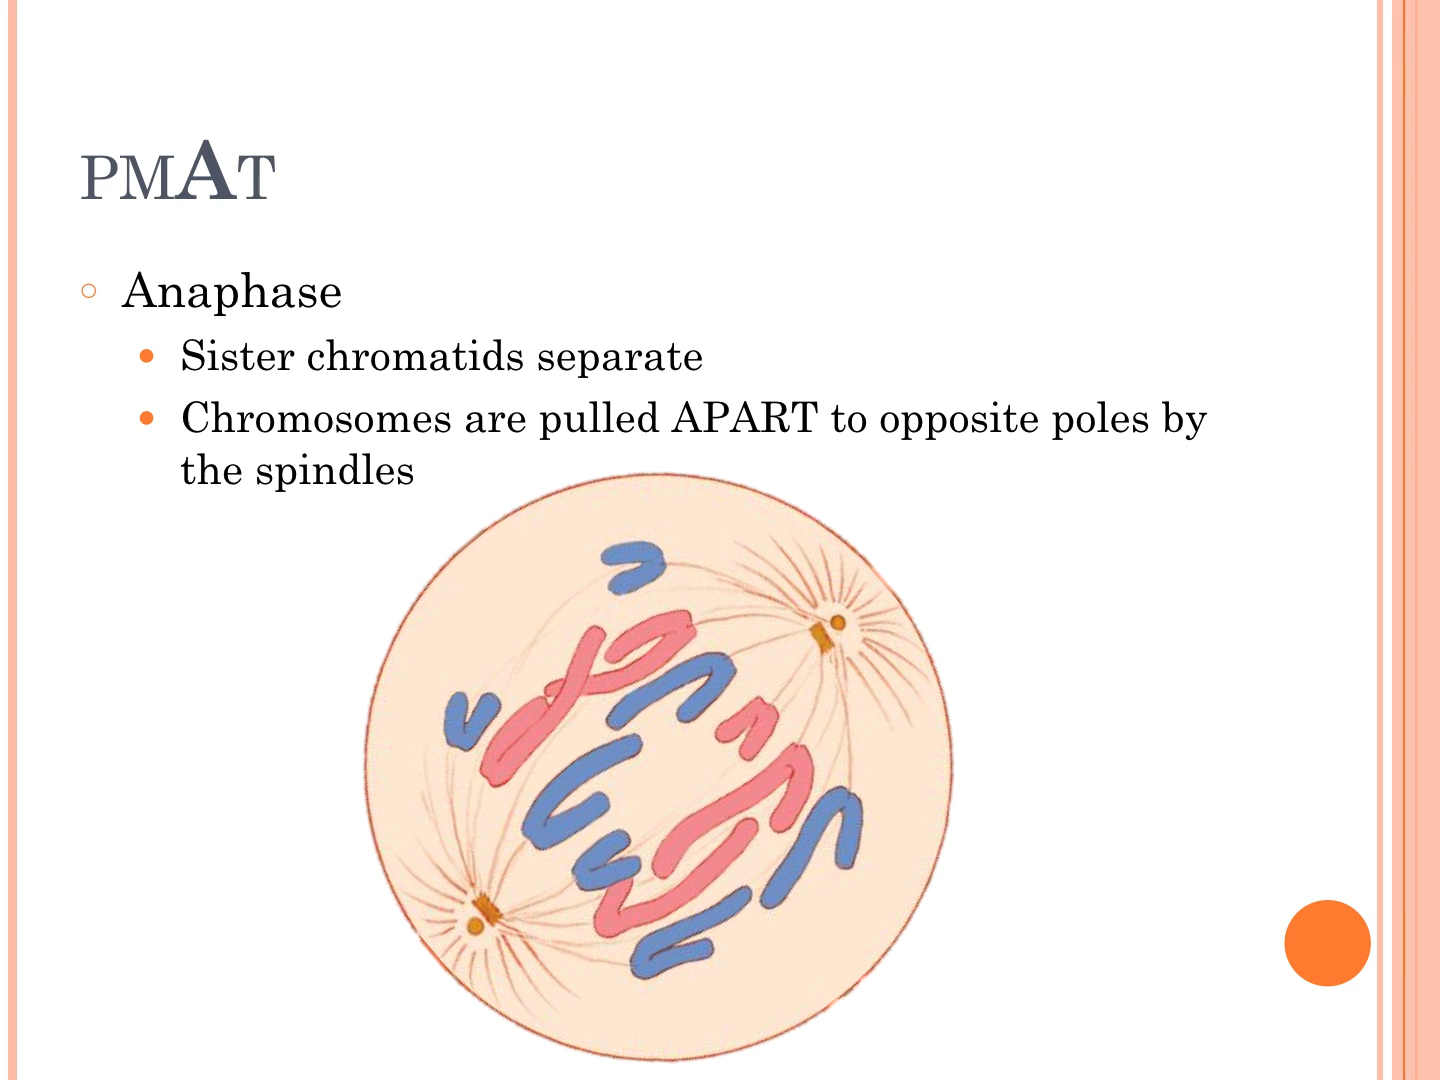 PMAT
Anaphase
Sister chromatids separate
Chromosomes are pulled APART to opposite poles by
the spindles